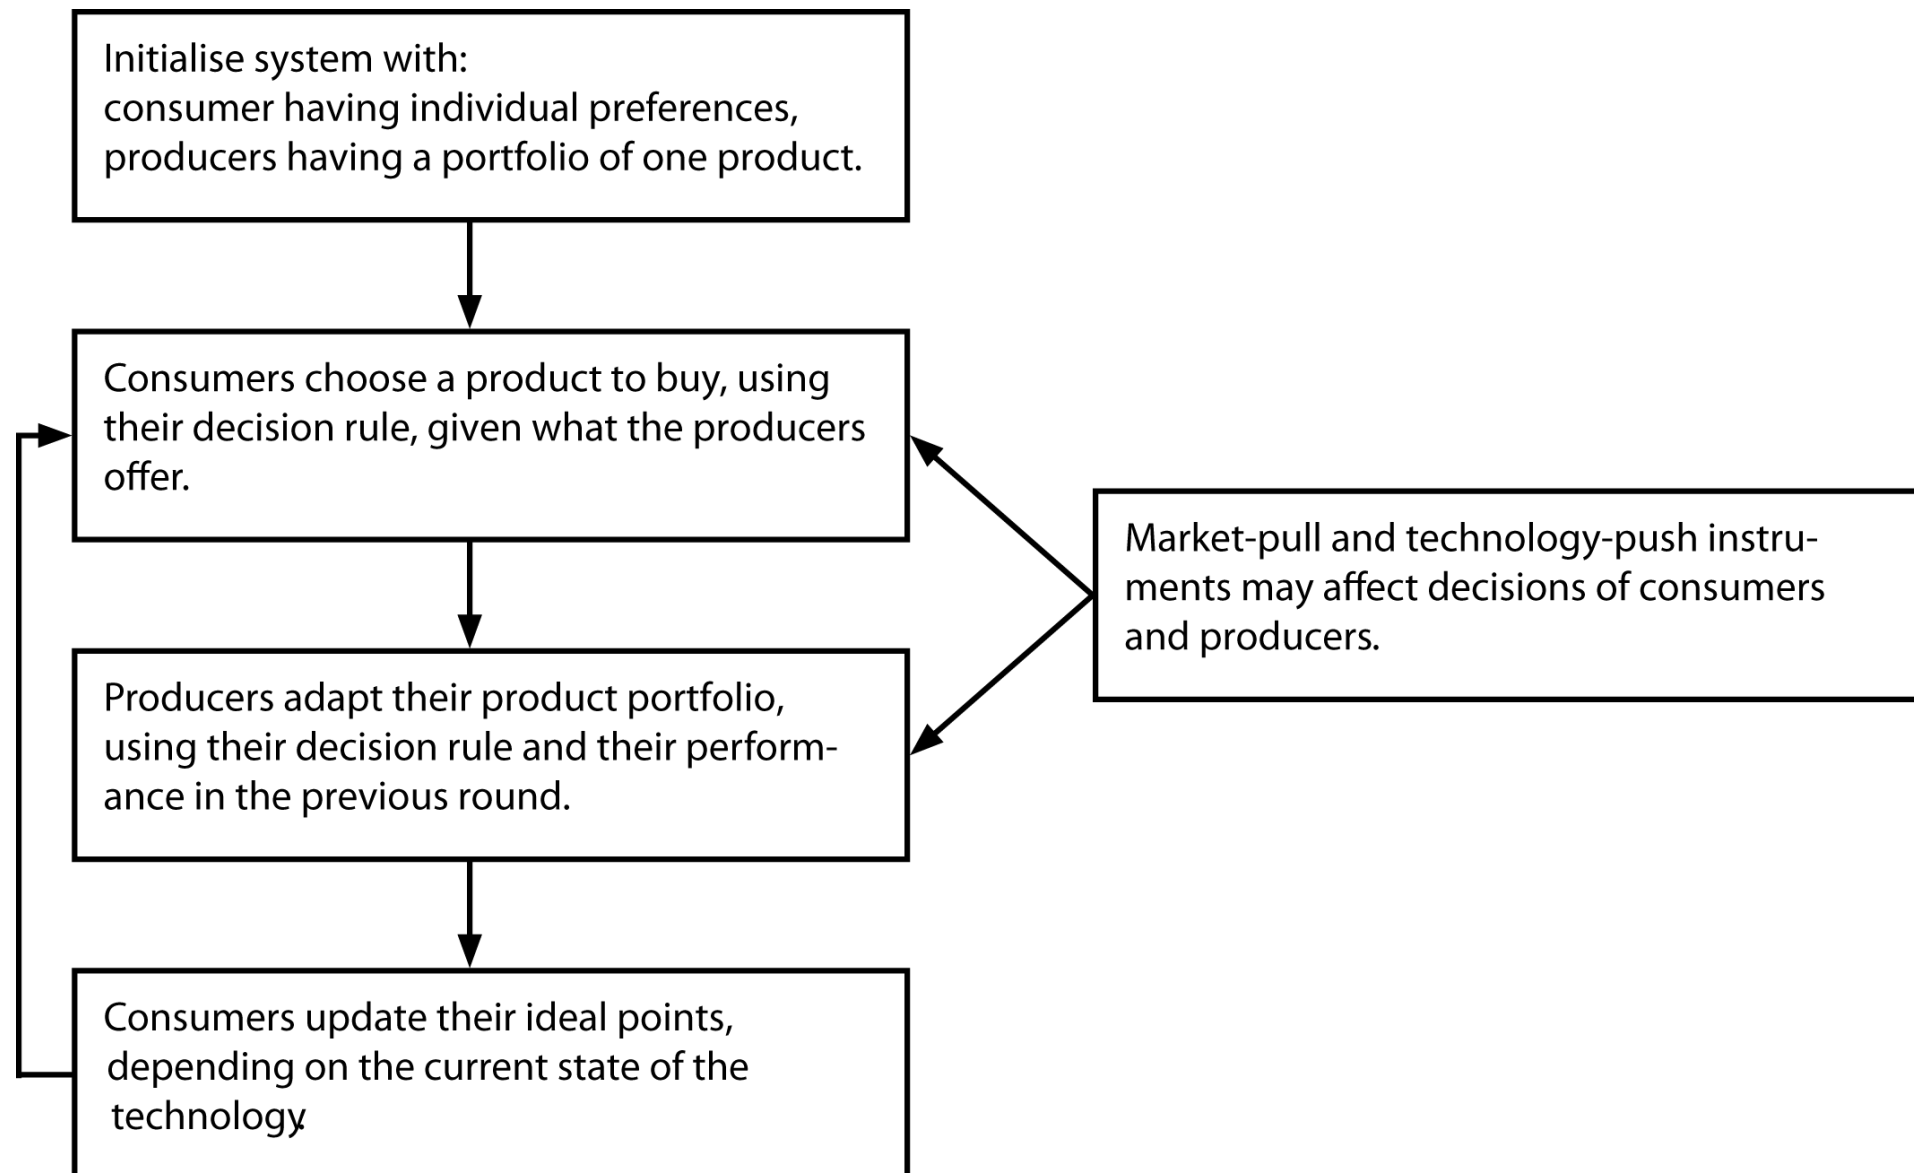 Initialise system with:
consumer having individual preferences,
producers having a portfolio of one product.
Consumers choose a product to buy, using
their decision rule, given what the producers
offer.
Market-pull and technology-push instru-
ments may affect decisions of consumers
and producers.
Producers adapt their product portfolio,
using their decision rule and their perform-
ance in the previous round.
Consumers update their ideal points,
depending on the current state of the
technology.